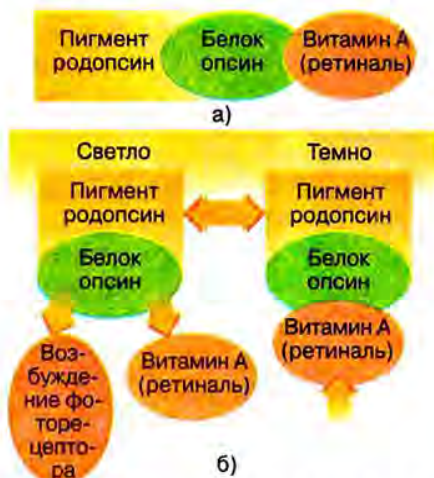 Пигмент
родопсин
Белок
опсин
Витамин А
(ретиналь)
а)
Светло
Темно
Пигмент
родопсин
Пигмент
родопсин
Белок
опсин
Белок
опсин
Воз-
бужде-
ние фо-
торе-
цепто-
ра
Витамин А
(ретиналь)
Витамин А
(ретиналь)
б)